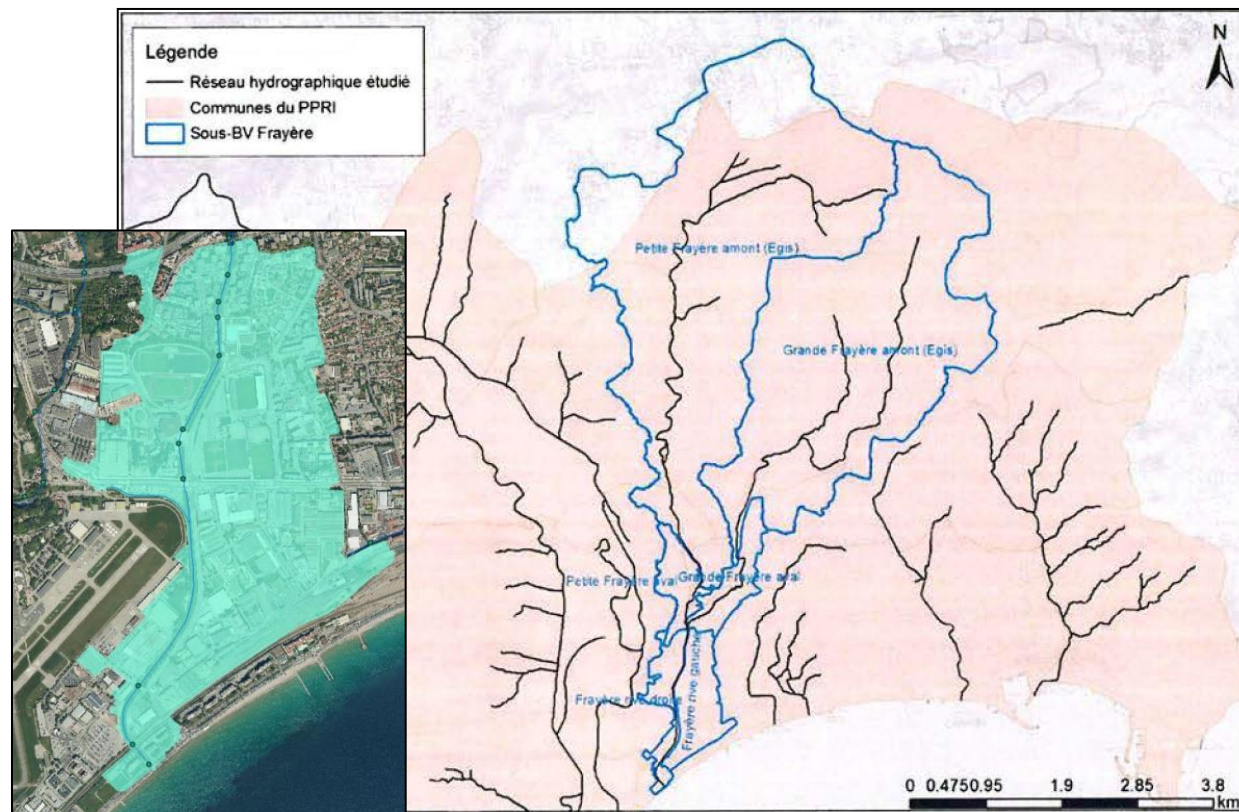 Légende
Réseau hydrographique étudié
Communes du PPRI
Sous-BV Frayère
N
Petite Frayère amont (Egis)
Grande Frayère amont (Egis)
Petite Frayère aval
Grande Frayère aval
Frayère rive droite
Frayère rive gauche
0 0.475 0.95 1.9 2.85 3.8
km